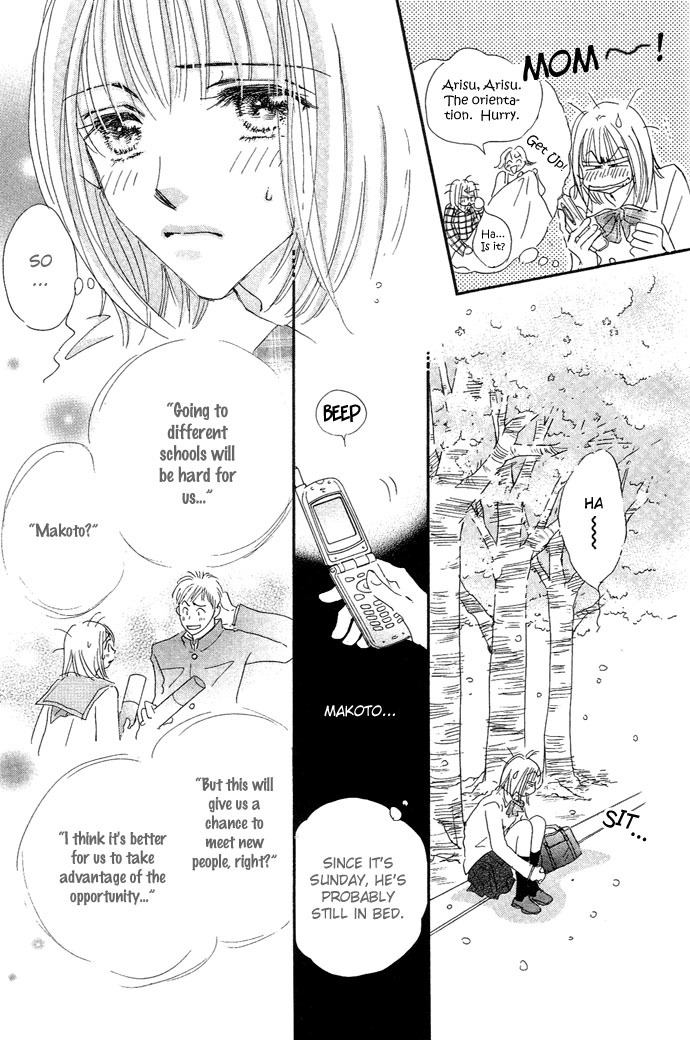 MOM～!
Arisu, Arisu.
The orienta-
tion. Hurry.
Get Up!
Ha...
Is it?
HA
SIT...
BEEP
MAKOTO...
SINCE IT'S
SUNDAY, HE'S
PROBABLY
STILL IN BED.
SO
...
"Going to
different
schools will
be hard for
us..."
"Makoto?"
"But this will
give us a
chance to
meet new
people, right?"
"I think it's better
for us to take
advantage of the
opportunity..."